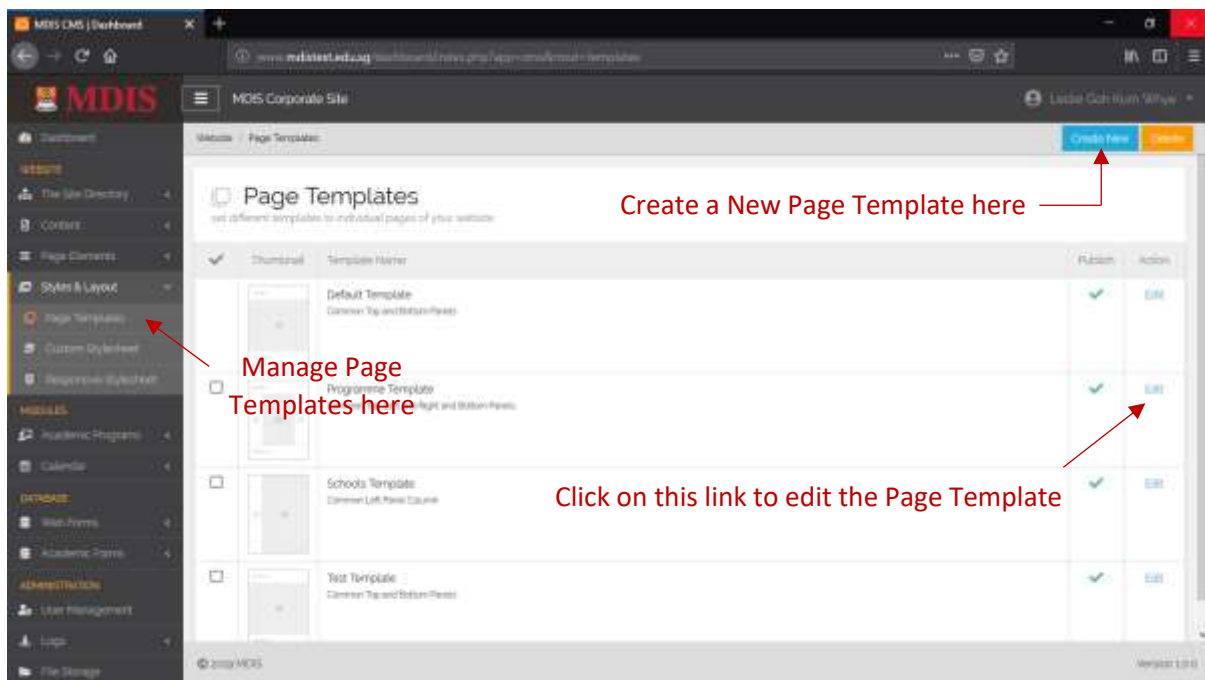 MDIS CMS | Dashboard
MDIS
MDIS Corporate Site
Dashboard
Website / Page Templates
Create New
Delete
WEBSITE
The Site Directory
Content
Page Elements
Styles & Layout
Page Templates
Custom Stylesheet
Responsive Stylesheet
MODULES
Academic Programs
Calendar
DATABASE
Web Forms
Academic Forms
ADMINISTRATION
User Management
Logs
File Storage
Page Templates
set different templates to individual pages of your website
Create a New Page Template here
Thumbnail Template Name Publish Action
Default Template
Common Top and Bottom Panels
Edit
Manage Page
Templates here
Programme Template
Right and Bottom Panels
Edit
Click on this link to edit the Page Template
Schools Template
Common Left Panel Column
Edit
Test Template
Common Top and Bottom Panels
Edit
© 2019 MDIS
Version 1.0.0